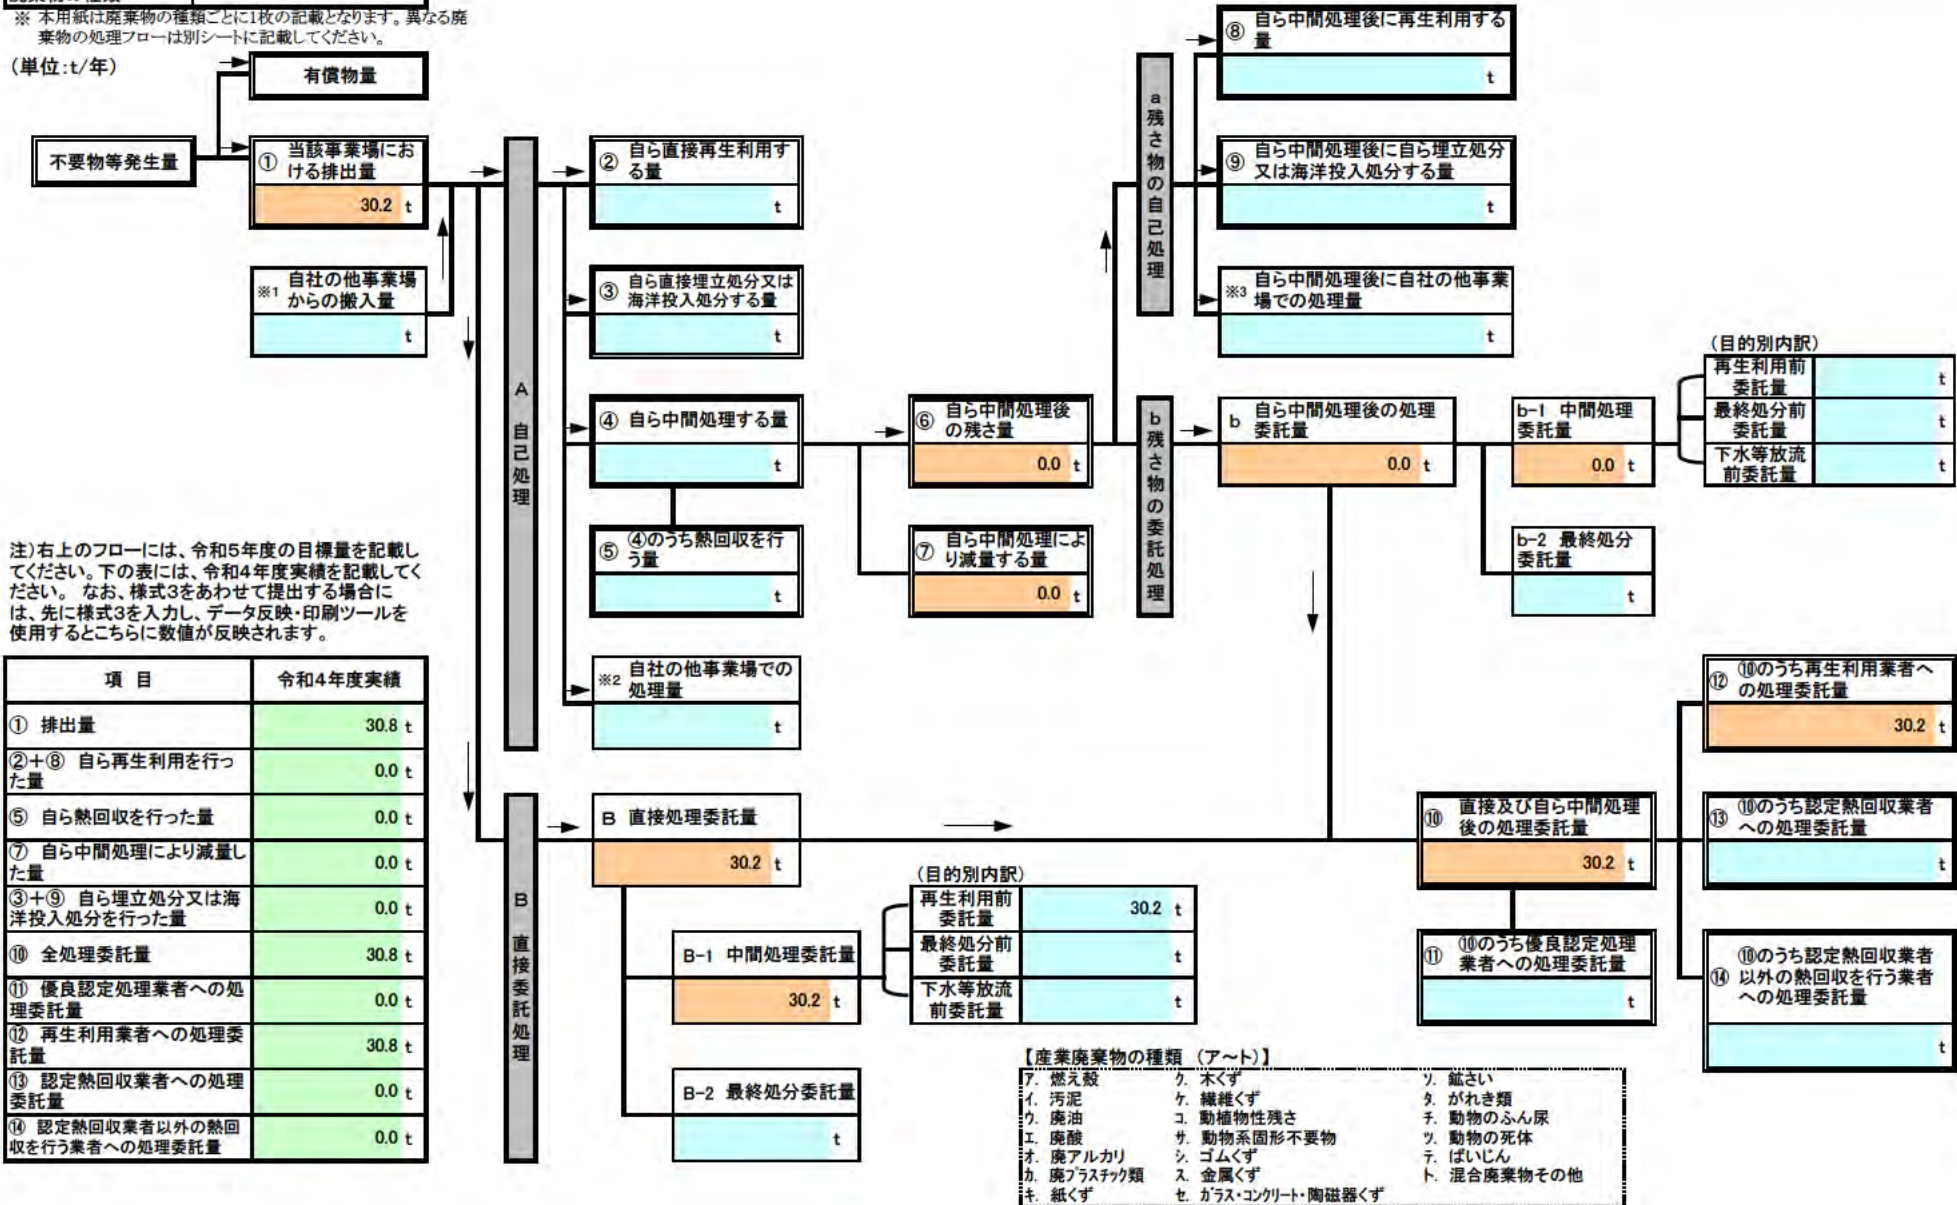 ※ 本用紙は廃棄物の種類ごとに1枚の記載となります。異なる廃
棄物の処理フローは別シートに記載してください。
(単位:t/年)
有償物量
不要物等発生量
① 当該事業場にお
ける排出量
30.2 t
※1 自社の他事業場
からの搬入量
t
A 自己処理
② 自ら直接再生利用す
る量
t
③ 自ら直接埋立処分又は
海洋投入処分する量
t
④ 自ら中間処理する量
t
⑤ ④のうち熱回収を行
う量
t
※2 自社の他事業場での
処理量
t
⑥ 自ら中間処理後
の残さ量
0.0 t
⑦ 自ら中間処理によ
り減量する量
0.0 t
a 残さ物の自己処理
⑧ 自ら中間処理後に再生利用する
量
t
⑨ 自ら中間処理後に自ら埋立処分
又は海洋投入処分する量
t
※3 自ら中間処理後に自社の他事業
場での処理量
t
b 残さ物の委託処理
b 自ら中間処理後の処理
委託量
0.0 t
b-1 中間処理
委託量
0.0 t
b-2 最終処分
委託量
t
(目的別内訳)
再生利用前
委託量
t
最終処分前
委託量
t
下水等放流
前委託量
t
注)右上のフローには、令和5年度の目標量を記載し
てください。下の表には、令和4年度実績を記載してく
ださい。 なお、様式3をあわせて提出する場合に
は、先に様式3を入力し、データ反映・印刷ツールを
使用するとこちらに数値が反映されます。
項 目 令和4年度実績
① 排出量 30.8 t
②+⑧ 自ら再生利用を行っ
た量 0.0 t
⑤ 自ら熱回収を行った量 0.0 t
⑦ 自ら中間処理により減量し
た量 0.0 t
③+⑨ 自ら埋立処分又は海
洋投入処分を行った量 0.0 t
⑩ 全処理委託量 30.8 t
⑪ 優良認定処理業者への処
理委託量 0.0 t
⑫ 再生利用業者への処理委
託量 30.8 t
⑬ 認定熱回収業者への処理
委託量 0.0 t
⑭ 認定熱回収業者以外の熱回
収を行う業者への処理委託量 0.0 t
B 直接委託処理
B 直接処理委託量
30.2 t
B-1 中間処理委託量
30.2 t
B-2 最終処分委託量
t
(目的別内訳)
再生利用前
委託量
30.2 t
最終処分前
委託量
t
下水等放流
前委託量
t
⑩ 直接及び自ら中間処理
後の処理委託量
30.2 t
⑪ ⑩のうち優良認定処理
業者への処理委託量
t
⑫ ⑩のうち再生利用業者へ
の処理委託量
30.2 t
⑬ ⑩のうち認定熱回収業者
への処理委託量
t
⑭ ⑩のうち認定熱回収業者
以外の熱回収を行う業者
への処理委託量
t
【産業廃棄物の種類 (ア~ト)】
ア. 燃え殻 ク. 木くず ソ. 鉱さい
イ. 汚泥 ケ. 繊維くず タ. がれき類
ウ. 廃油 コ. 動植物性残さ チ. 動物のふん尿
エ. 廃酸 サ. 動物系固形不要物 ツ. 動物の死体
オ. 廃アルカリ シ. ゴムくず テ. ばいじん
カ. 廃プラスチック類 ス. 金属くず ト. 混合廃棄物その他
キ. 紙くず セ. ガラス・コンクリート・陶磁器くず